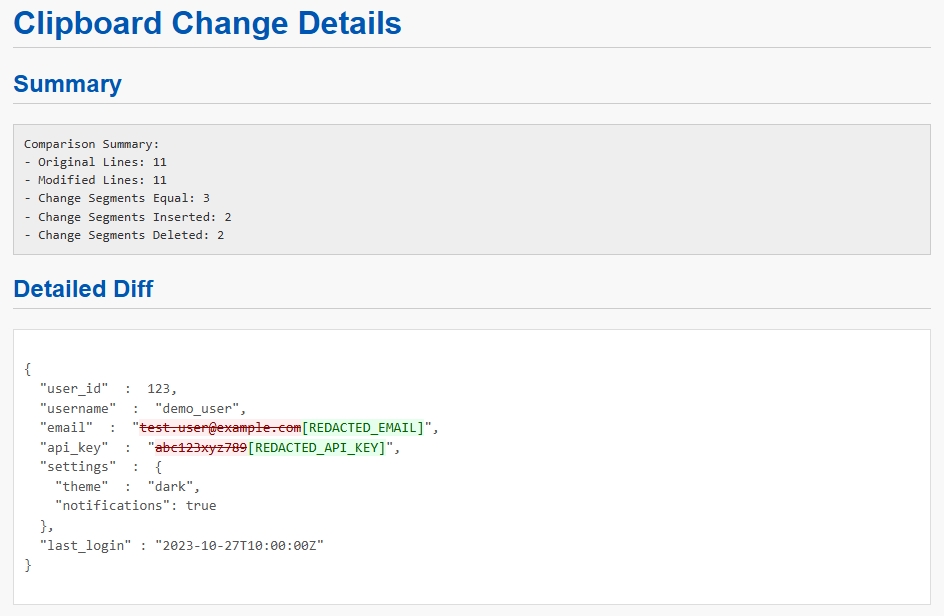 Clipboard Change Details
Summary
Comparison Summary:
- Original Lines: 11
- Modified Lines: 11
- Change Segments Equal: 3
- Change Segments Inserted: 2
- Change Segments Deleted: 2
Detailed Diff
{
  "user_id"  :  123,
  "username"  :  "demo_user",
  "email"  :  "test.user@example.com[REDACTED_EMAIL]",
  "api_key"  :  "abc123xyz789[REDACTED_API_KEY]",
  "settings"  :  {
    "theme"  :  "dark",
    "notifications": true
  },
  "last_login" : "2023-10-27T10:00:00Z"
}